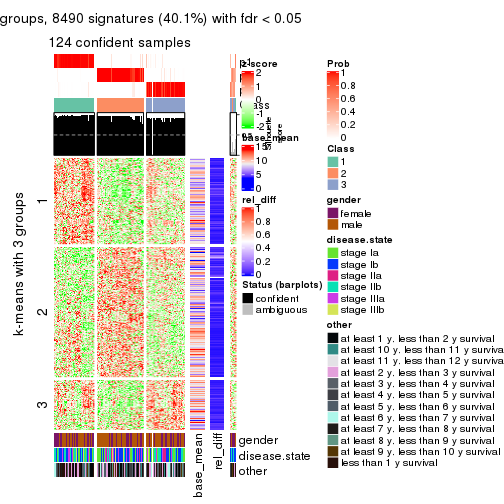 groups, 8490 signatures (40.1%) with fdr < 0.05
124 confident samples
k-means with 3 groups
1
2
3
z-score
2
1
0
-1
-2
base_mean
15
10
5
0
rel_diff
1
0.8
0.6
0.4
0.2
0
Status (barplots)
confident
ambiguous
Prob
1
0.8
0.6
0.4
0.2
0
Class
1
2
3
gender
female
male
disease.state
stage Ia
stage Ib
stage IIa
stage IIb
stage IIIa
stage IIIb
other
at least 1 y. less than 2 y survival
at least 10 y. less than 11 y surviva
at least 11 y. less than 12 y surviva
at least 2 y. less than 3 y survival
at least 3 y. less than 4 y survival
at least 4 y. less than 5 y survival
at least 5 y. less than 6 y survival
at least 6 y. less than 7 y survival
at least 7 y. less than 8 y survival
at least 8 y. less than 9 y survival
at least 9 y. less than 10 y survival
less than 1 y survival
base_mean
rel_diff
gender
disease.state
other